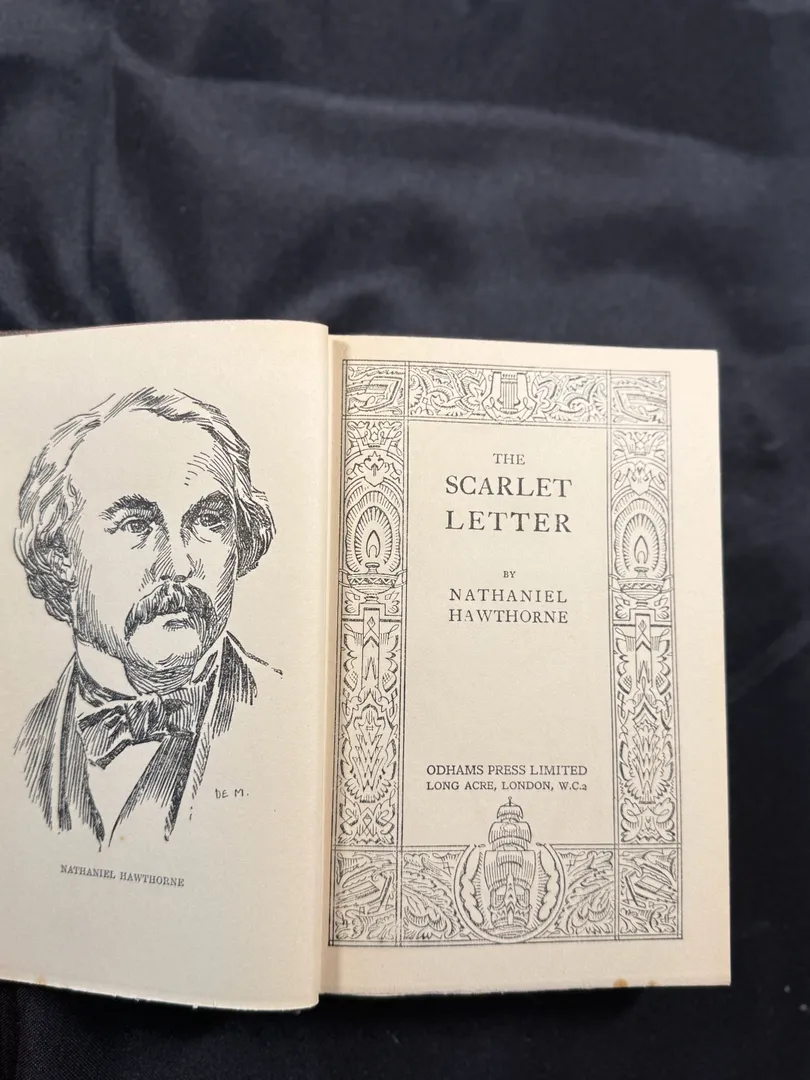 DE M.
NATHANIEL HAWTHORNE
THE
SCARLET
LETTER
BY
NATHANIEL
HAWTHORNE
ODHAMS PRESS LIMITED
LONG ACRE, LONDON, W.C.2